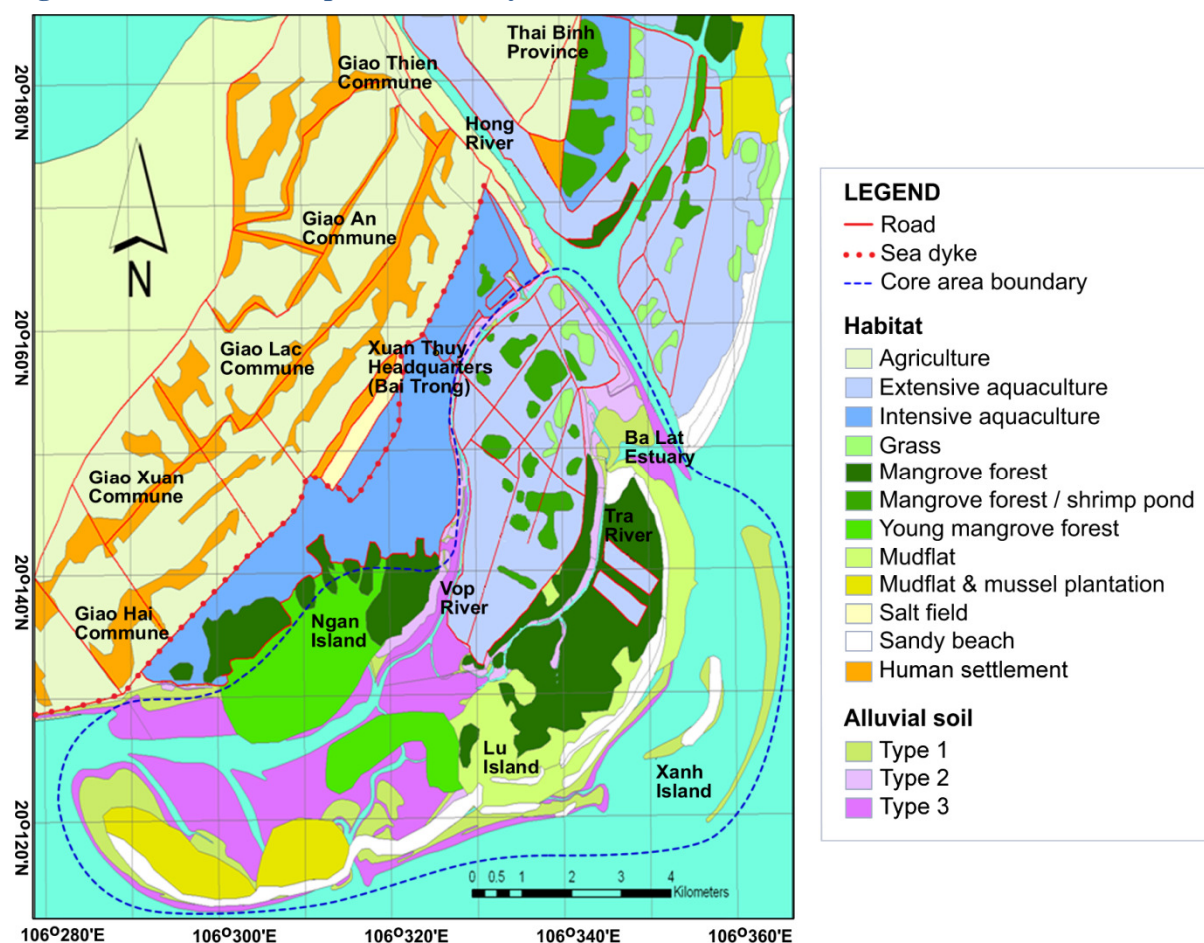 Thai Binh
Province
Giao Thien
Commune
Hong
River
Giao An
Commune
Giao Lac
Commune
Xuan Thuy
Headquarters
(Bai Trong)
Ba Lat
Estuary
Giao Xuan
Commune
Tra
River
Vop
River
Ngan
Island
Giao Hai
Commune
Lu
Island
Xanh
Island
N
20°180'N
20°160'N
20°140'N
20°120'N
106°280'E
106°300'E
106°320'E
106°340'E
106°360'E
0 0.5 1 2 3 4
Kilometers
LEGEND
Road
Sea dyke
Core area boundary
Habitat
Agriculture
Extensive aquaculture
Intensive aquaculture
Grass
Mangrove forest
Mangrove forest / shrimp pond
Young mangrove forest
Mudflat
Mudflat & mussel plantation
Salt field
Sandy beach
Human settlement
Alluvial soil
Type 1
Type 2
Type 3